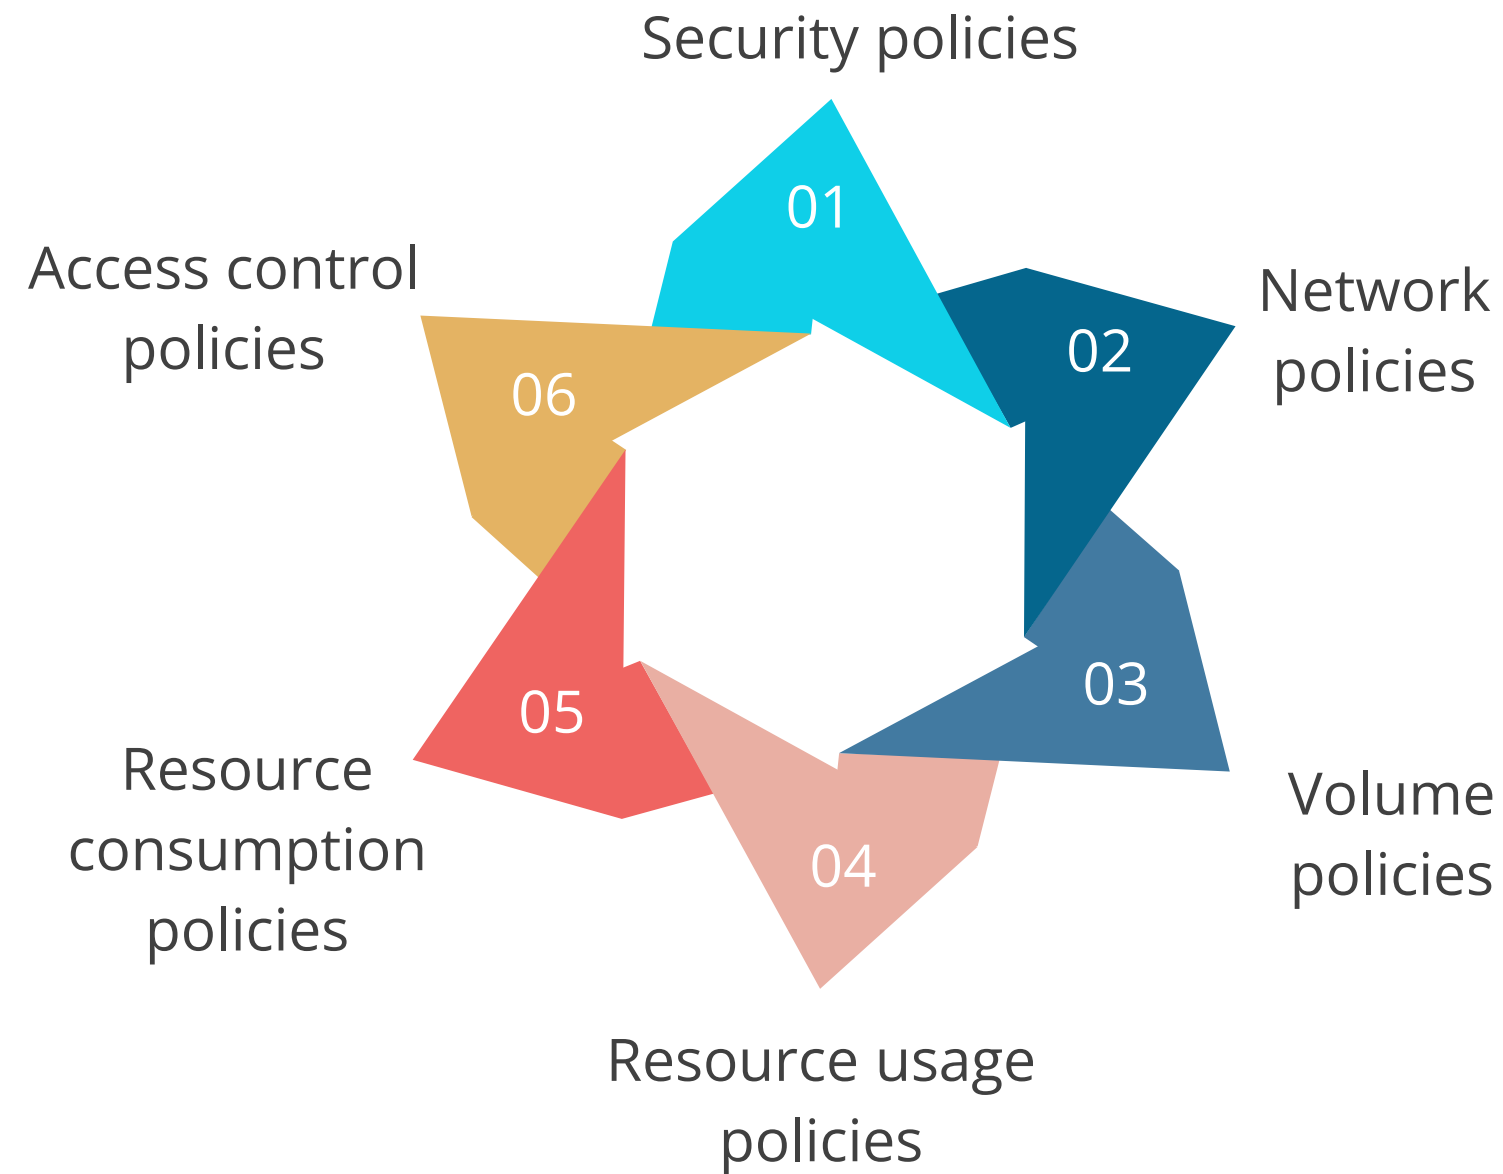 Security policies
01
Network
policies
02
Volume
policies
03
Resource usage
policies
04
Resource
consumption
policies
05
Access control
policies
06